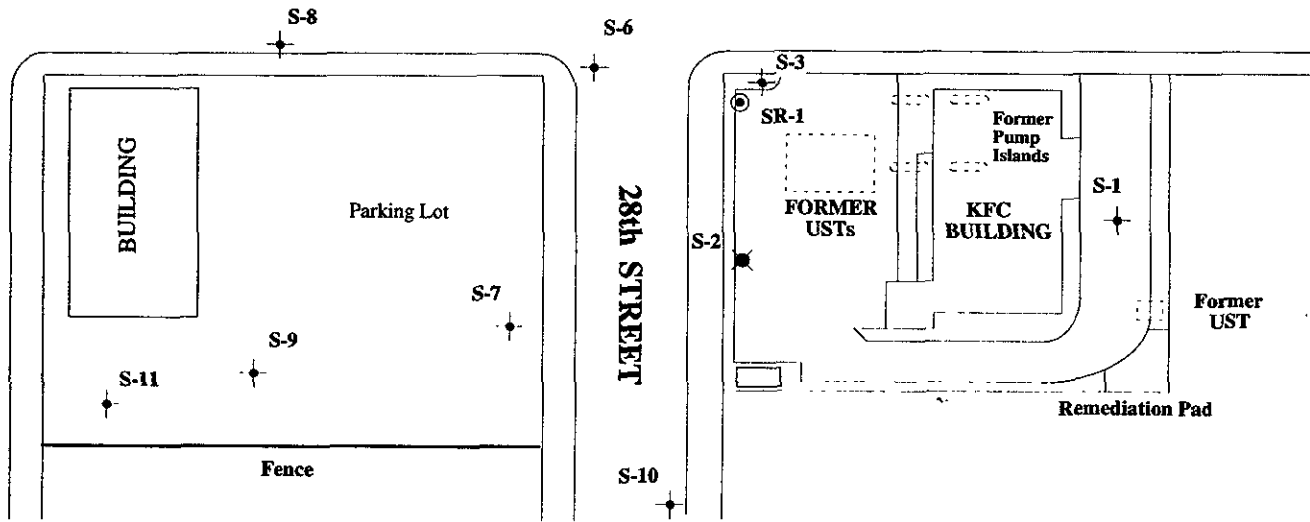 S-8
S-6
S-3
SR-1
Former
Pump
Islands
BUILDING
Parking Lot
28th STREET
FORMER
USTs
KFC
BUILDING
S-1
S-2
S-7
Former
UST
S-9
S-11
Remediation Pad
Fence
S-10